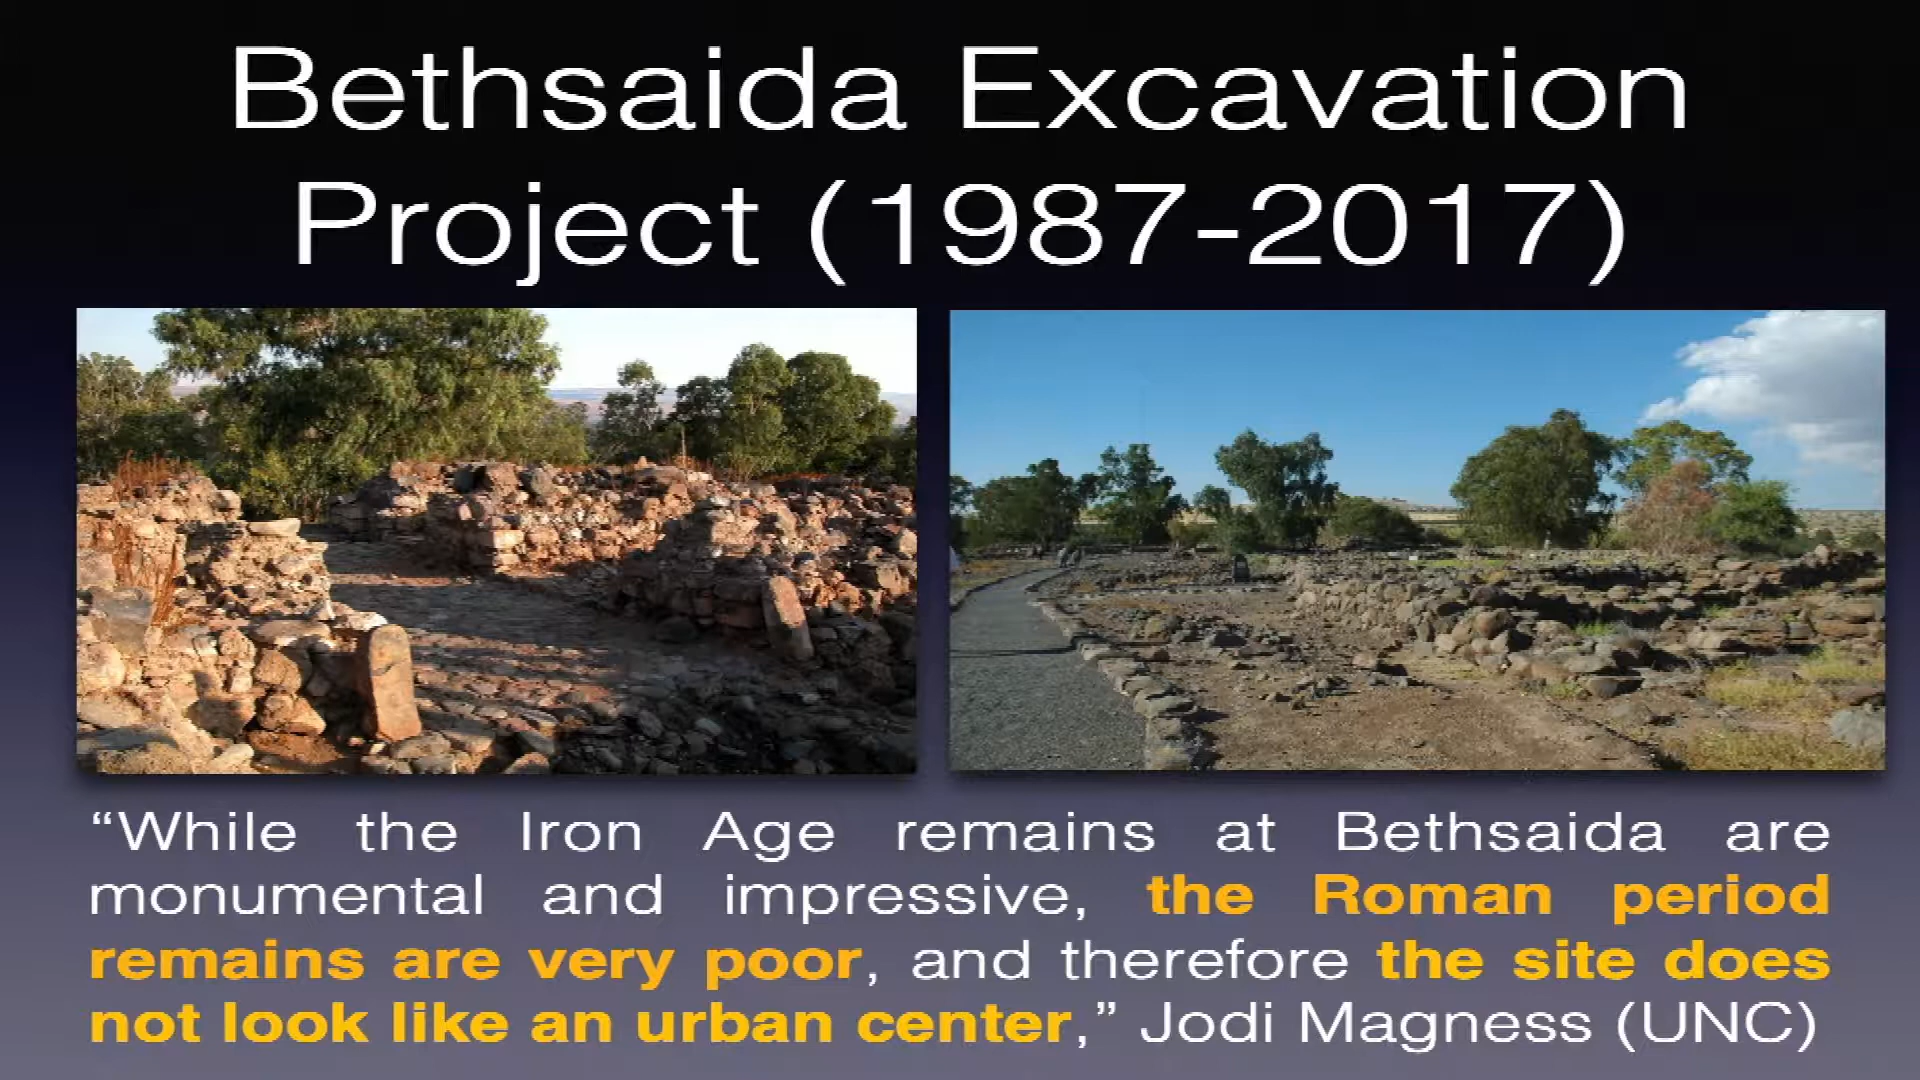 Bethsaida Excavation
Project (1987-2017)
“While the Iron Age remains at Bethsaida are
monumental and impressive, the Roman period
remains are very poor, and therefore the site does
not look like an urban center,” Jodi Magness (UNC)